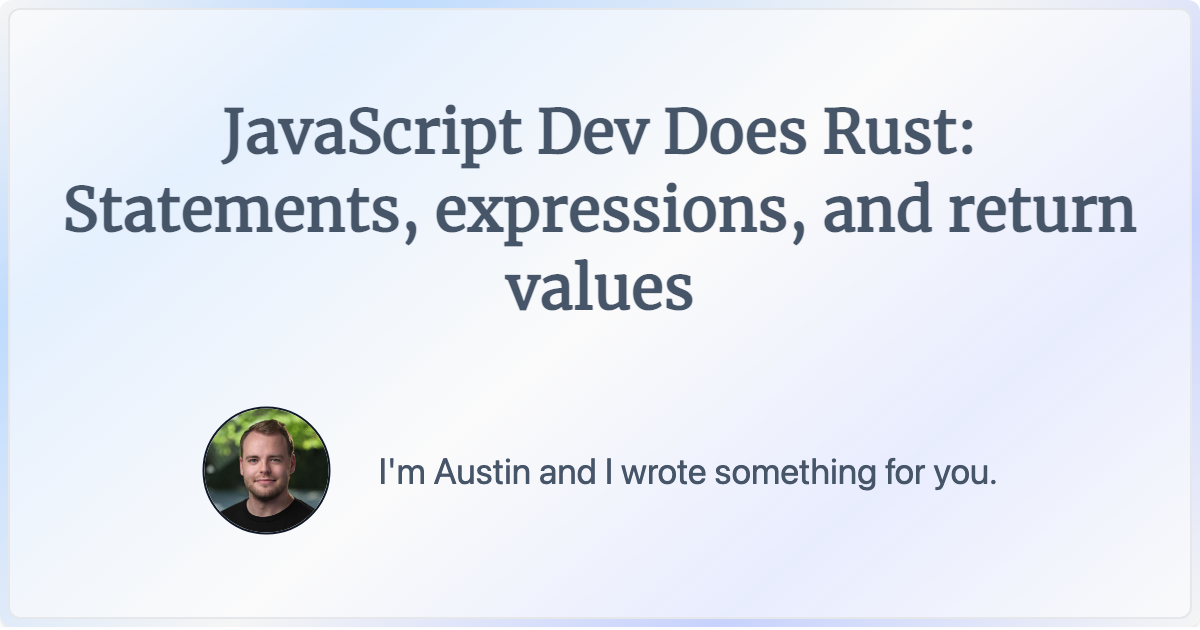 JavaScript Dev Does Rust:
Statements, expressions, and return
values
I'm Austin and I wrote something for you.